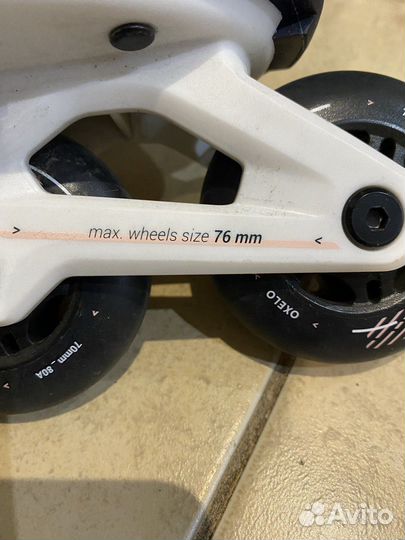 > max. wheels size 76 mm <
OXELO
70mm - 80A
Avito